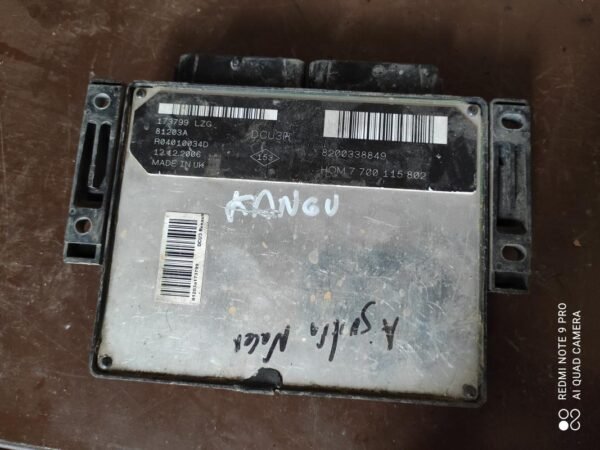 173799 LZG
81203A
R04010034D
12.12.2006
MADE IN UK
DCU3R
153
8200338849
HOM 7 700 115 802
KANGU
REDMI NOTE 9 PRO
AI QUAD CAMERA